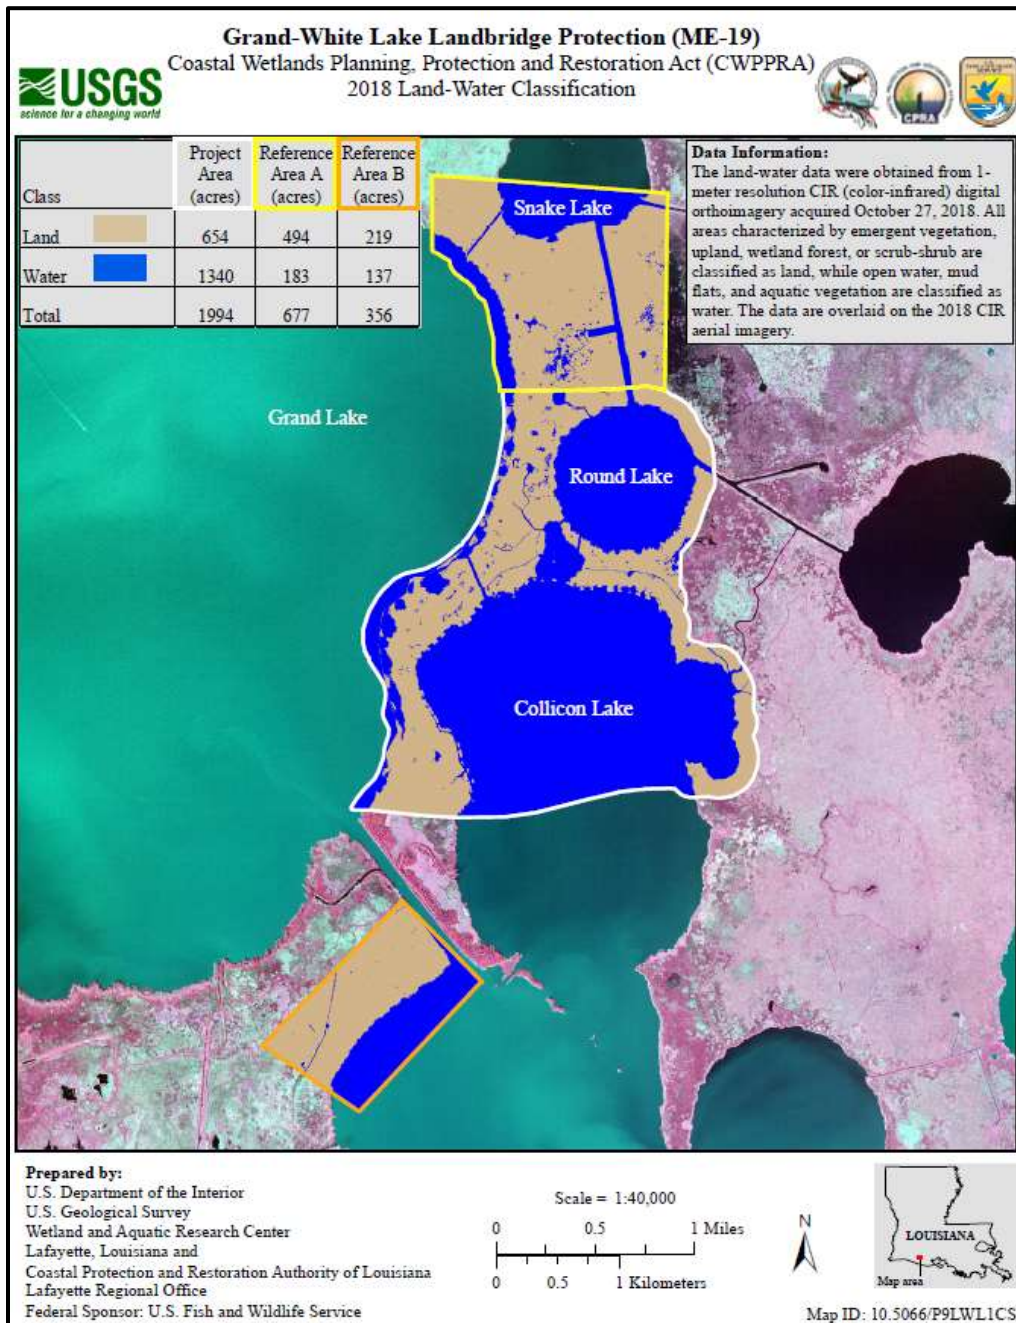 Grand-White Lake Landbridge Protection (ME-19)
Coastal Wetlands Planning, Protection and Restoration Act (CWPPRA)
2018 Land-Water Classification
USGS
science for a changing world
CPRA
Class
Project Area (acres)
Reference Area A (acres)
Reference Area B (acres)
Land 654 494 219
Water 1340 183 137
Total 1994 677 356
Data Information:
The land-water data were obtained from 1-
meter resolution CIR (color-infrared) digital
orthoimagery acquired October 27, 2018. All
areas characterized by emergent vegetation,
upland, wetland forest, or scrub-shrub are
classified as land, while open water, mud
flats, and aquatic vegetation are classified as
water. The data are overlaid on the 2018 CIR
aerial imagery.
Snake Lake
Grand Lake
Round Lake
Collicon Lake
Prepared by:
U.S. Department of the Interior
U.S. Geological Survey
Wetland and Aquatic Research Center
Lafayette, Louisiana and
Coastal Protection and Restoration Authority of Louisiana
Lafayette Regional Office
Federal Sponsor: U.S. Fish and Wildlife Service
Scale = 1:40,000
0 0.5 1 Miles
0 0.5 1 Kilometers
N
LOUISIANA
Map area
Map ID: 10.5066/P9LWL1CS